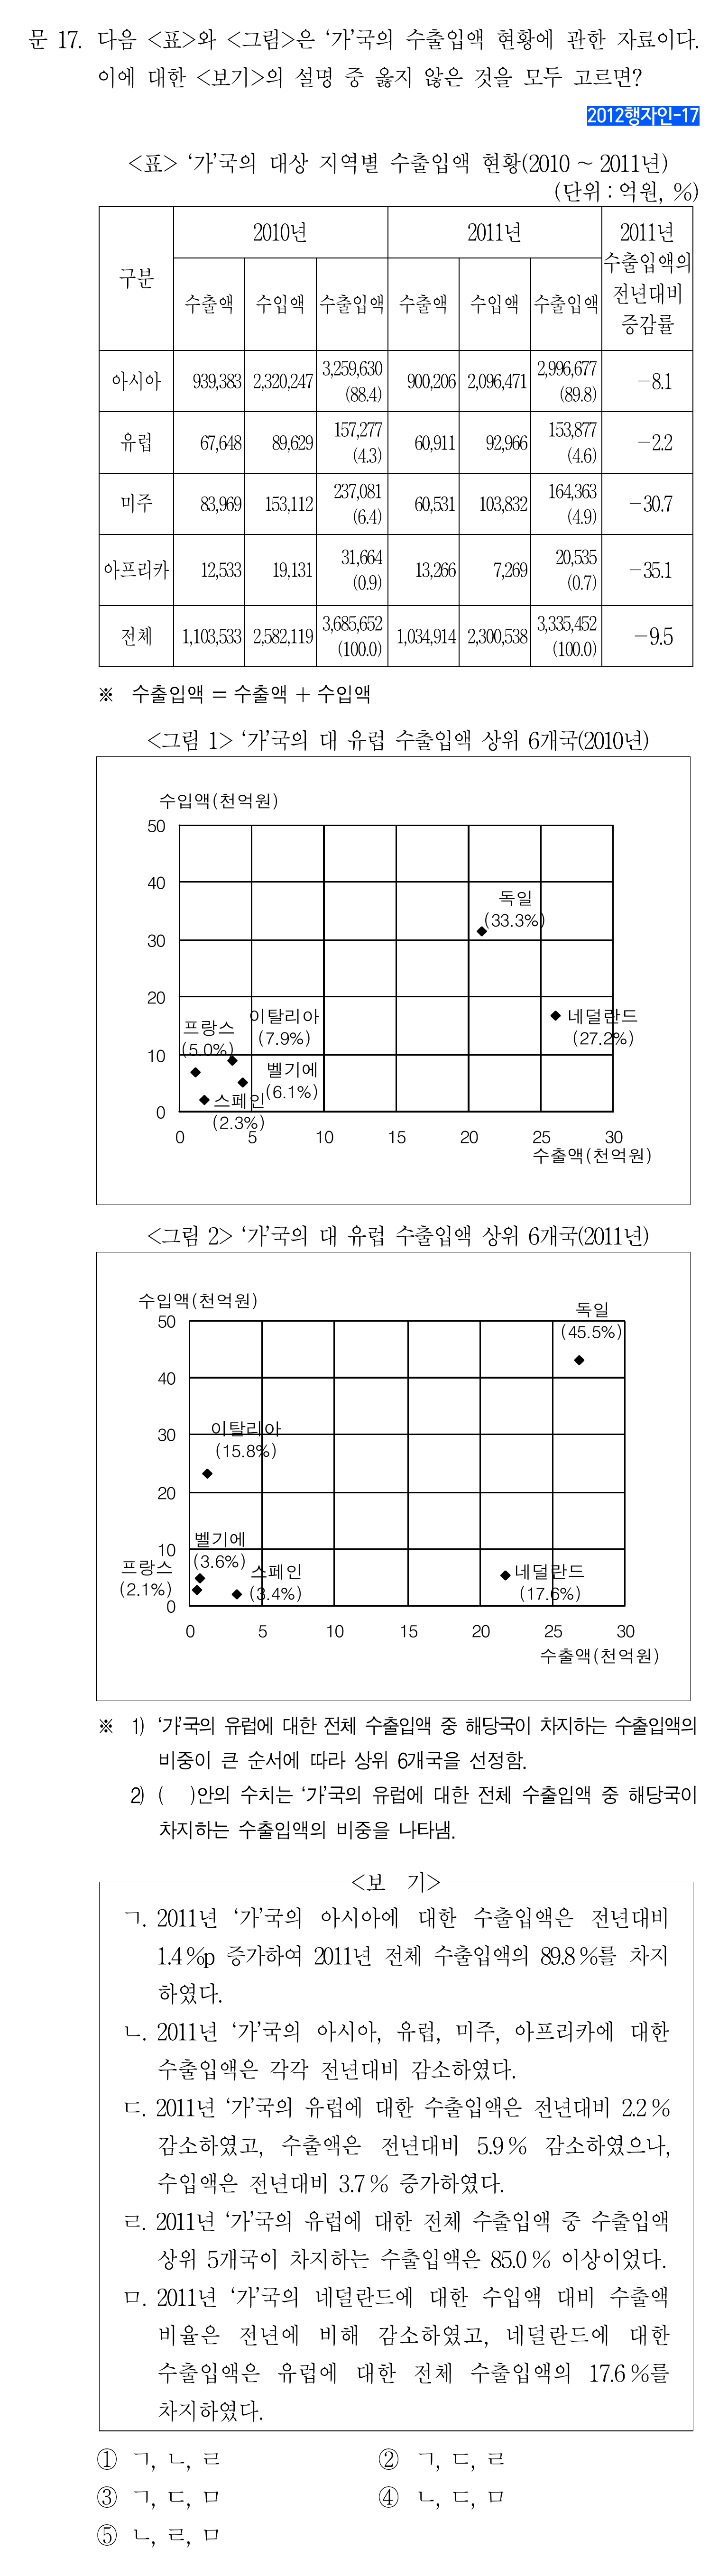 문 17. 다음 <표>와 <그림>은 ‘가’국의 수출입액 현황에 관한 자료이다.
이에 대한 <보기>의 설명 중 옳지 않은 것을 모두 고르면?
2012행자인-17
<표> ‘가’국의 대상 지역별 수출입액 현황(2010 ~ 2011년)
(단위 : 억원, %)
구분 2010년 2011년 2011년 수출입액의 전년대비 증감률
수출액 수입액 수출입액 수출액 수입액 수출입액
아시아 939,383 2,320,247 3,259,630 (88.4) 900,206 2,096,471 2,996,677 (89.8) －8.1
유럽 67,648 89,629 157,277 (4.3) 60,911 92,966 153,877 (4.6) －2.2
미주 83,969 153,112 237,081 (6.4) 60,531 103,832 164,363 (4.9) －30.7
아프리카 12,533 19,131 31,664 (0.9) 13,266 7,269 20,535 (0.7) －35.1
전체 1,103,533 2,582,119 3,685,652 (100.0) 1,034,914 2,300,538 3,335,452 (100.0) －9.5
※ 수출입액 = 수출액 + 수입액
<그림 1> ‘가’국의 대 유럽 수출입액 상위 6개국(2010년)
수입액(천억원)
50
40
독일
(33.3%)
30
20
이탈리아
네덜란드
프랑스
(7.9%)
(27.2%)
(5.0%)
10
벨기에
(6.1%)
스페인
0
(2.3%)
0 5 10 15 20 25 30
수출액(천억원)
<그림 2> ‘가’국의 대 유럽 수출입액 상위 6개국(2011년)
수입액(천억원)
독일
50
(45.5%)
40
이탈리아
30
(15.8%)
20
벨기에
10
(3.6%)
프랑스
스페인
네덜란드
(2.1%)
(3.4%)
(17.6%)
0
0 5 10 15 20 25 30
수출액(천억원)
※ 1) ‘가’국의 유럽에 대한 전체 수출입액 중 해당국이 차지하는 수출입액의
비중이 큰 순서에 따라 상위 6개국을 선정함.
2) ( )안의 수치는 ‘가’국의 유럽에 대한 전체 수출입액 중 해당국이
차지하는 수출입액의 비중을 나타냄.
<보 기>
ㄱ. 2011년 ‘가’국의 아시아에 대한 수출입액은 전년대비
1.4 %p 증가하여 2011년 전체 수출입액의 89.8 %를 차지
하였다.
ㄴ. 2011년 ‘가’국의 아시아, 유럽, 미주, 아프리카에 대한
수출입액은 각각 전년대비 감소하였다.
ㄷ. 2011년 ‘가’국의 유럽에 대한 수출입액은 전년대비 2.2 %
감소하였고, 수출액은 전년대비 5.9 % 감소하였으나,
수입액은 전년대비 3.7 % 증가하였다.
ㄹ. 2011년 ‘가’국의 유럽에 대한 전체 수출입액 중 수출입액
상위 5개국이 차지하는 수출입액은 85.0 % 이상이었다.
ㅁ. 2011년 ‘가’국의 네덜란드에 대한 수입액 대비 수출액
비율은 전년에 비해 감소하였고, 네덜란드에 대한
수출입액은 유럽에 대한 전체 수출입액의 17.6 %를
차지하였다.
① ㄱ, ㄴ, ㄹ ② ㄱ, ㄷ, ㄹ
③ ㄱ, ㄷ, ㅁ ④ ㄴ, ㄷ, ㅁ
⑤ ㄴ, ㄹ, ㅁ